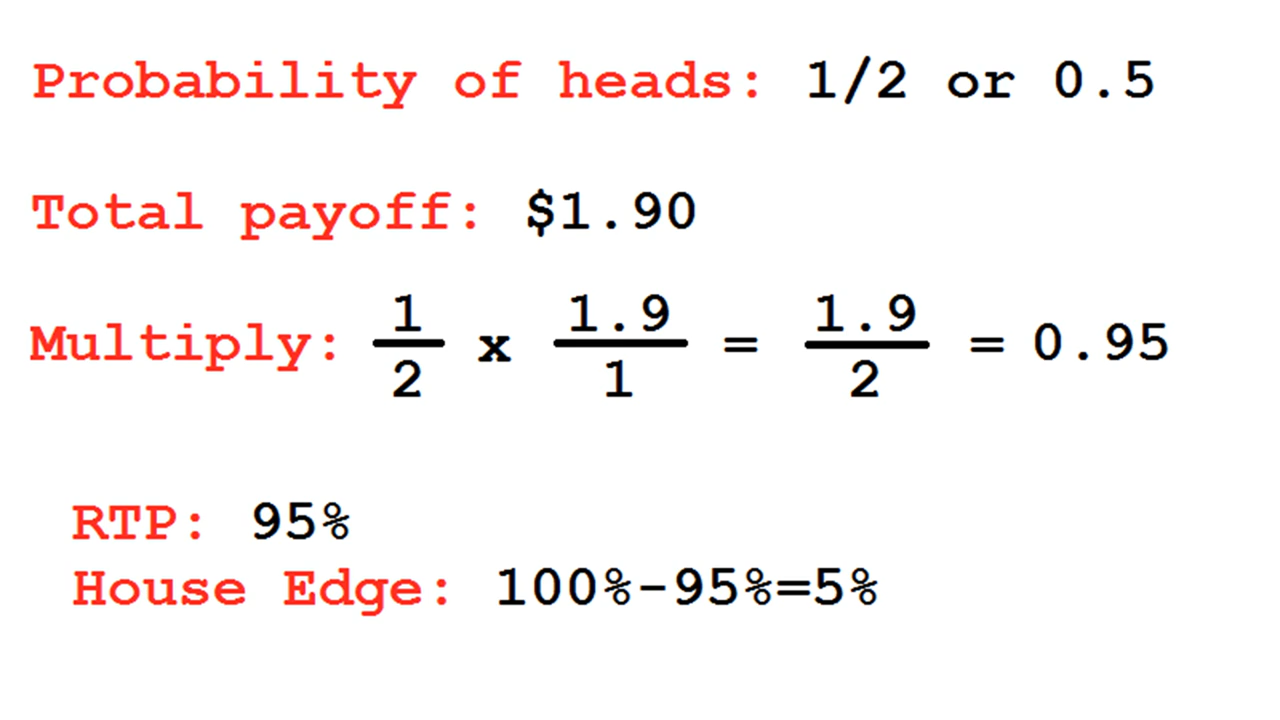 Probability of heads: 1/2 or 0.5
Total payoff: $1.90
Multiply: 1/2 x 1.9/1 = 1.9/2 = 0.95
RTP: 95%
House Edge: 100%-95%=5%